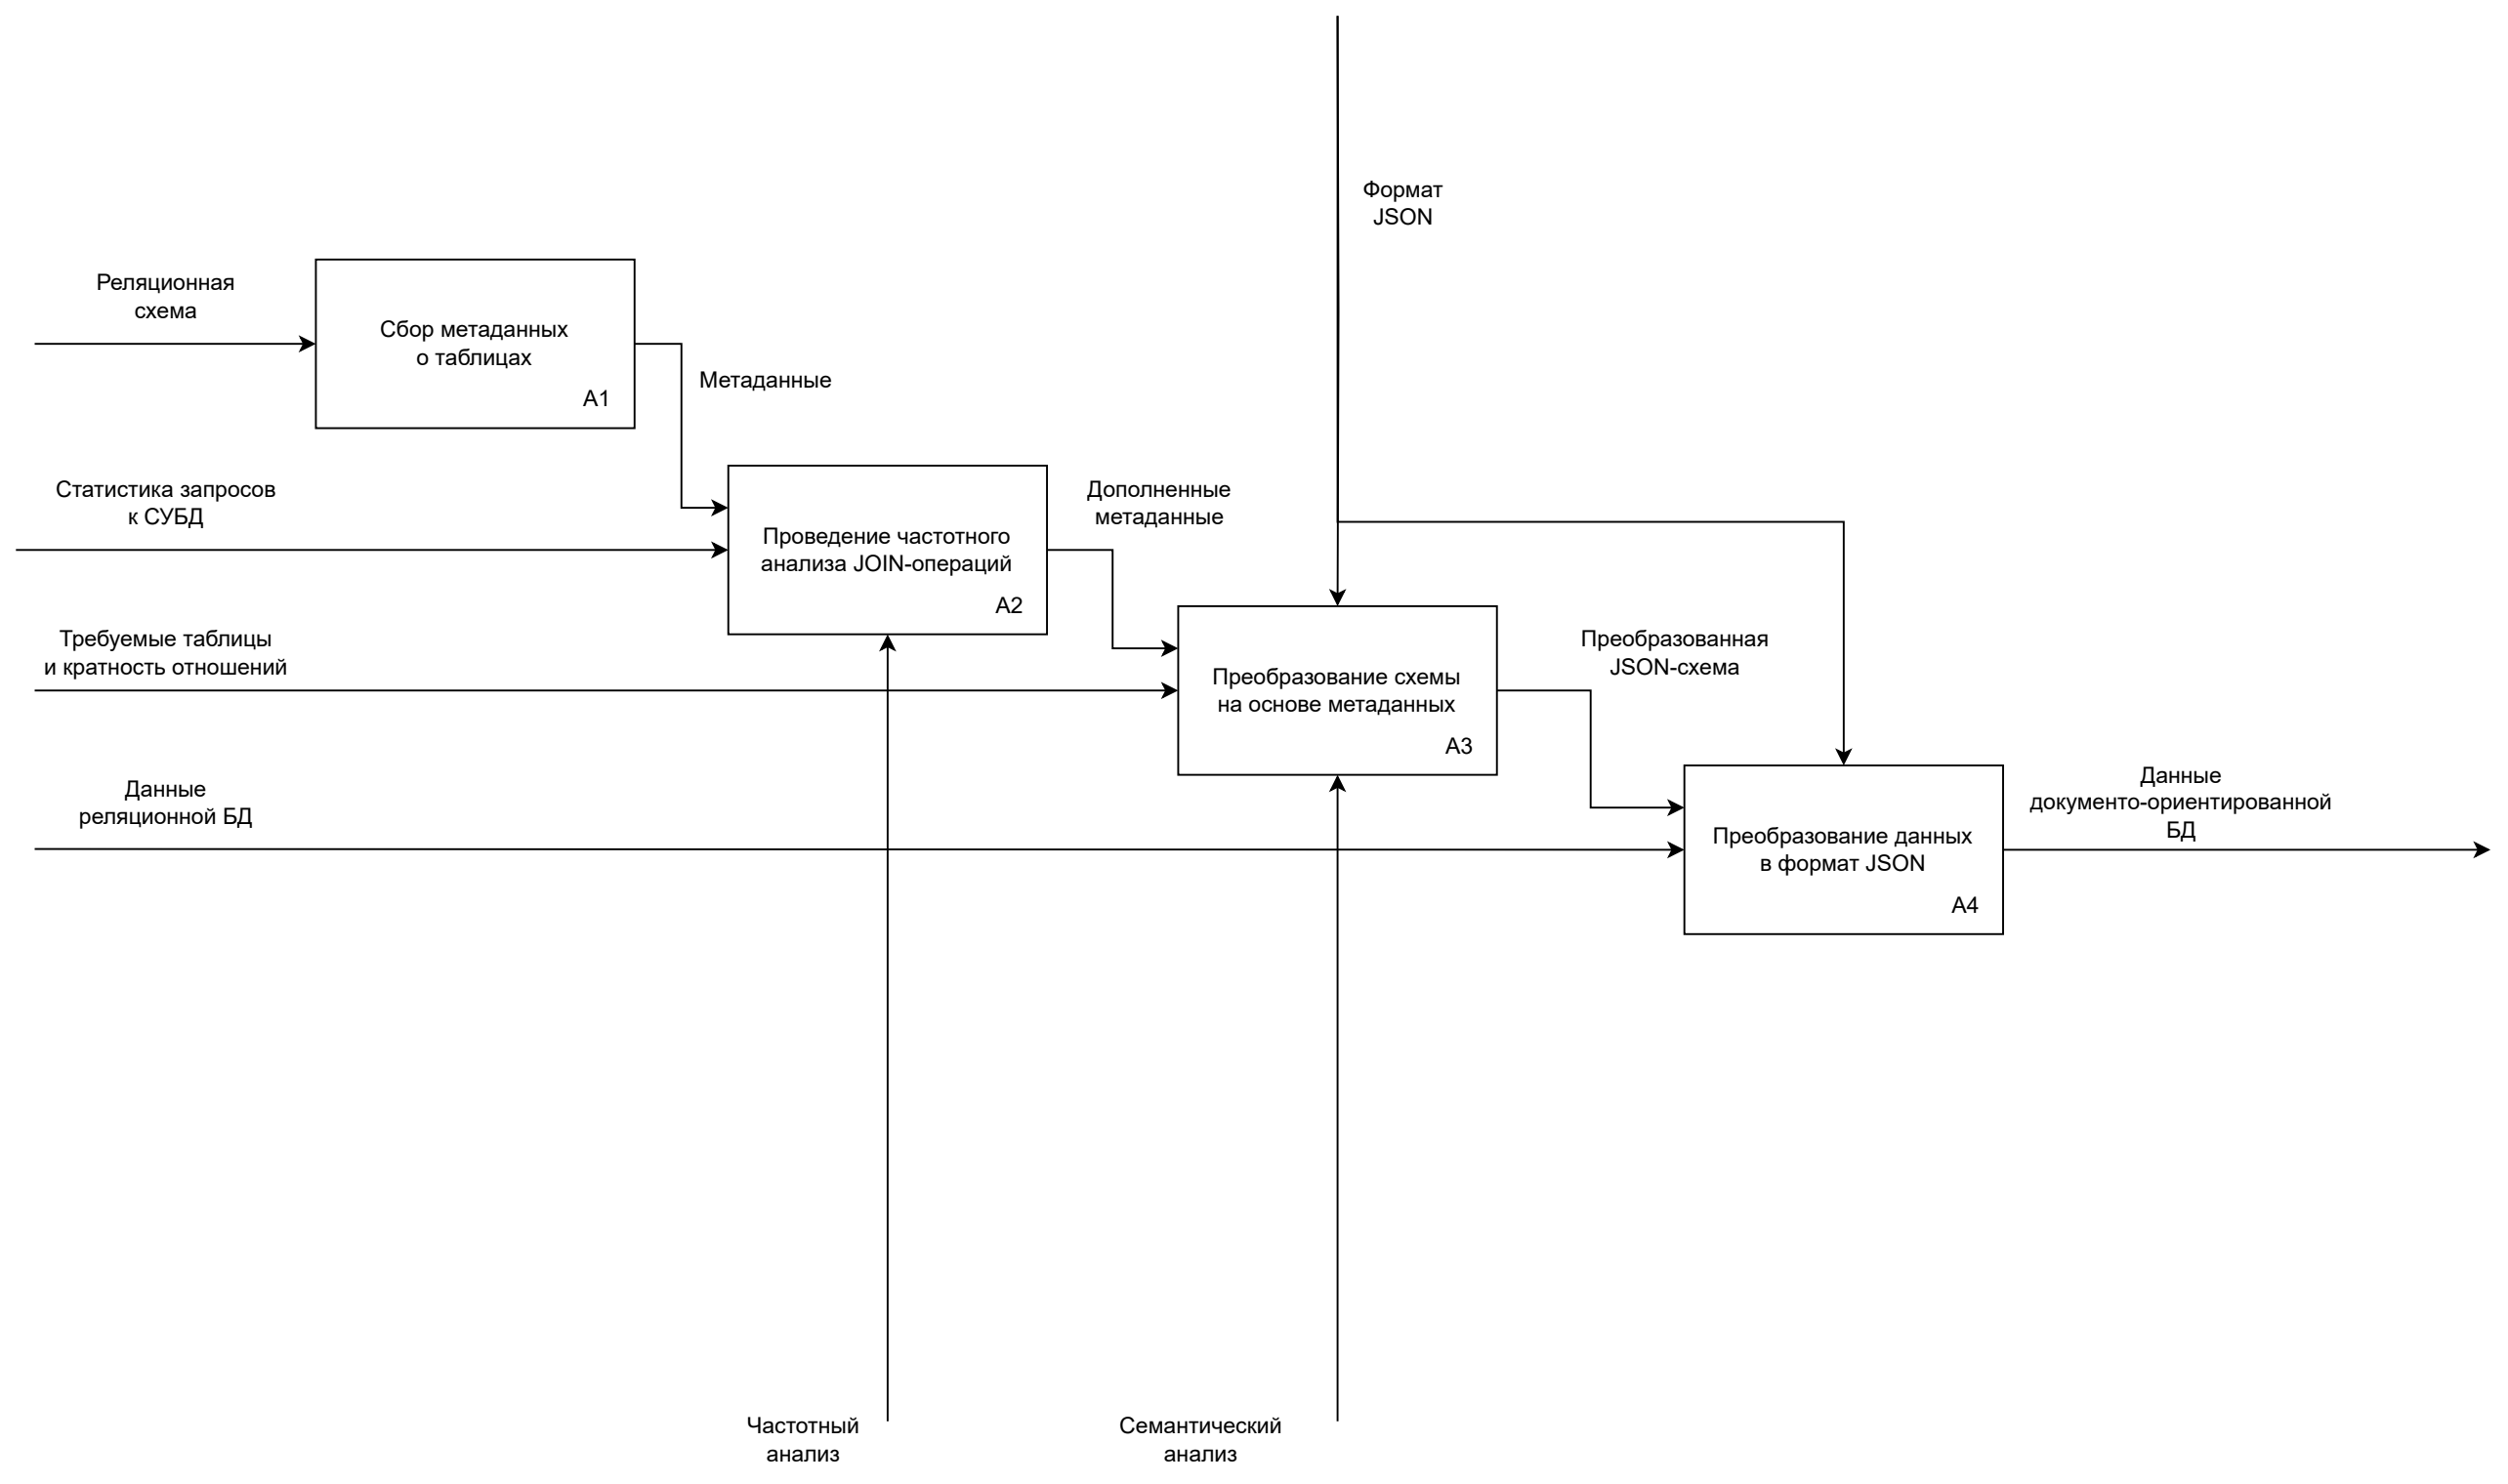 Формат
JSON
Реляционная
схема
Сбор метаданных
о таблицах
A1
Метаданные
Статистика запросов
к СУБД
Проведение частотного
анализа JOIN-операций
A2
Дополненные
метаданные
Требуемые таблицы
и кратность отношений
Преобразование схемы
на основе метаданных
A3
Преобразованная
JSON-схема
Данные
реляционной БД
Преобразование данных
в формат JSON
A4
Данные
документо-ориентированной
БД
Частотный
анализ
Семантический
анализ